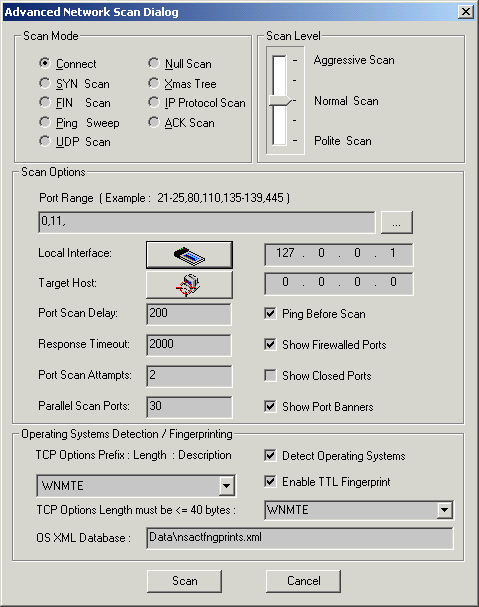 Advanced Network Scan Dialog
Scan Mode
Connect
SYN Scan
FIN Scan
Ping Sweep
UDP Scan
Null Scan
Xmas Tree
IP Protocol Scan
ACK Scan
Scan Level
Aggressive Scan
Normal Scan
Polite Scan
Scan Options
Port Range ( Example : 21-25,80,110,135-139,445 )
0,11,
...
Local Interface:
127 . 0 . 0 . 1
Target Host:
0 . 0 . 0 . 0
Port Scan Delay:
200
Ping Before Scan
Response Timeout:
2000
Show Firewalled Ports
Port Scan Attampts:
2
Show Closed Ports
Parallel Scan Ports:
30
Show Port Banners
Operating Systems Detection / Fingerprinting
TCP Options Prefix : Length : Description
Detect Operating Systems
WNMTE
Enable TTL Fingerprint
TCP Options Length must be <= 40 bytes :
WNMTE
OS XML Database :
Data\nsactfngprints.xml
Scan
Cancel